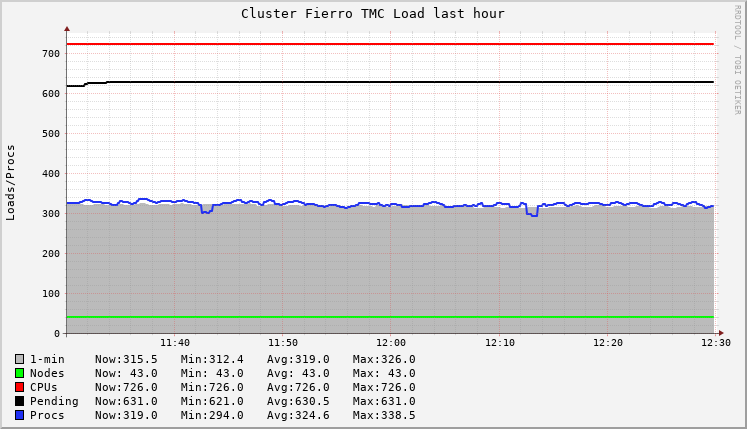 Cluster Fierro TMC Load last hour
RRDTOOL / TOBI OETIKER
Loads/Procs
700
600
500
400
300
200
100
0
11:40 11:50 12:00 12:10 12:20 12:30
1-min Now:315.5 Min:312.4 Avg:319.0 Max:326.0
Nodes Now: 43.0 Min: 43.0 Avg: 43.0 Max: 43.0
CPUs Now:726.0 Min:726.0 Avg:726.0 Max:726.0
Pending Now:631.0 Min:621.0 Avg:630.5 Max:631.0
Procs Now:319.0 Min:294.0 Avg:324.6 Max:338.5